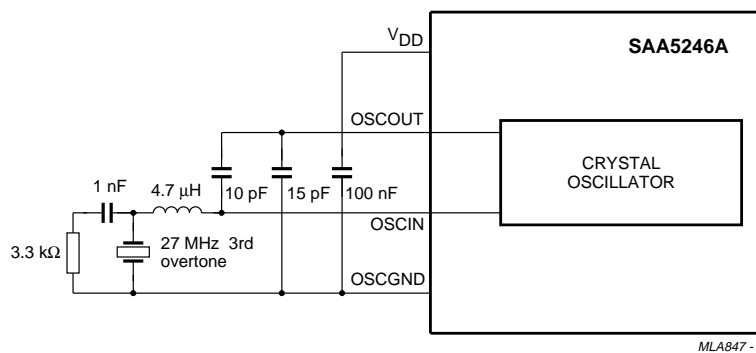 VDD
SAA5246A
OSCOUT
CRYSTAL
OSCILLATOR
1 nF
4.7 μH
10 pF
15 pF
100 nF
OSCIN
3.3 kΩ
27 MHz 3rd
overtone
OSCGND
MLA847 -